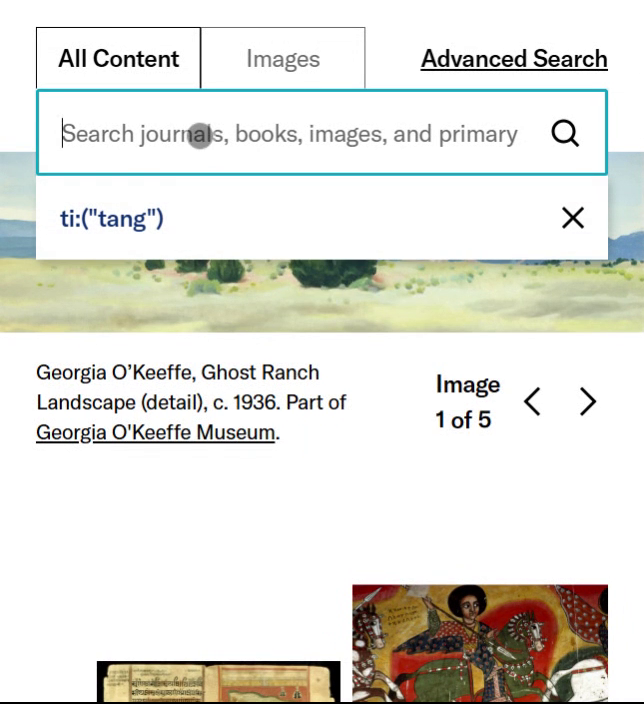 All Content
Images
Advanced Search
Search journals, books, images, and primary
ti:("tang")
Georgia O’Keeffe, Ghost Ranch
Landscape (detail), c. 1936. Part of
Georgia O'Keeffe Museum.
Image
1 of 5